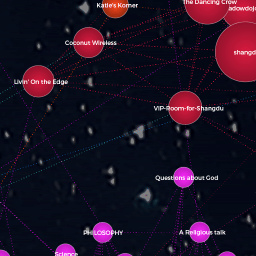 Katie's Korner
The Dancing Crow
adowdojo
Coconut Wireless
shangd
Livin' On the Edge
VIP-Room-for-Shangdu
Questions about God
PHILOSOPHY
A Religious talk
Science